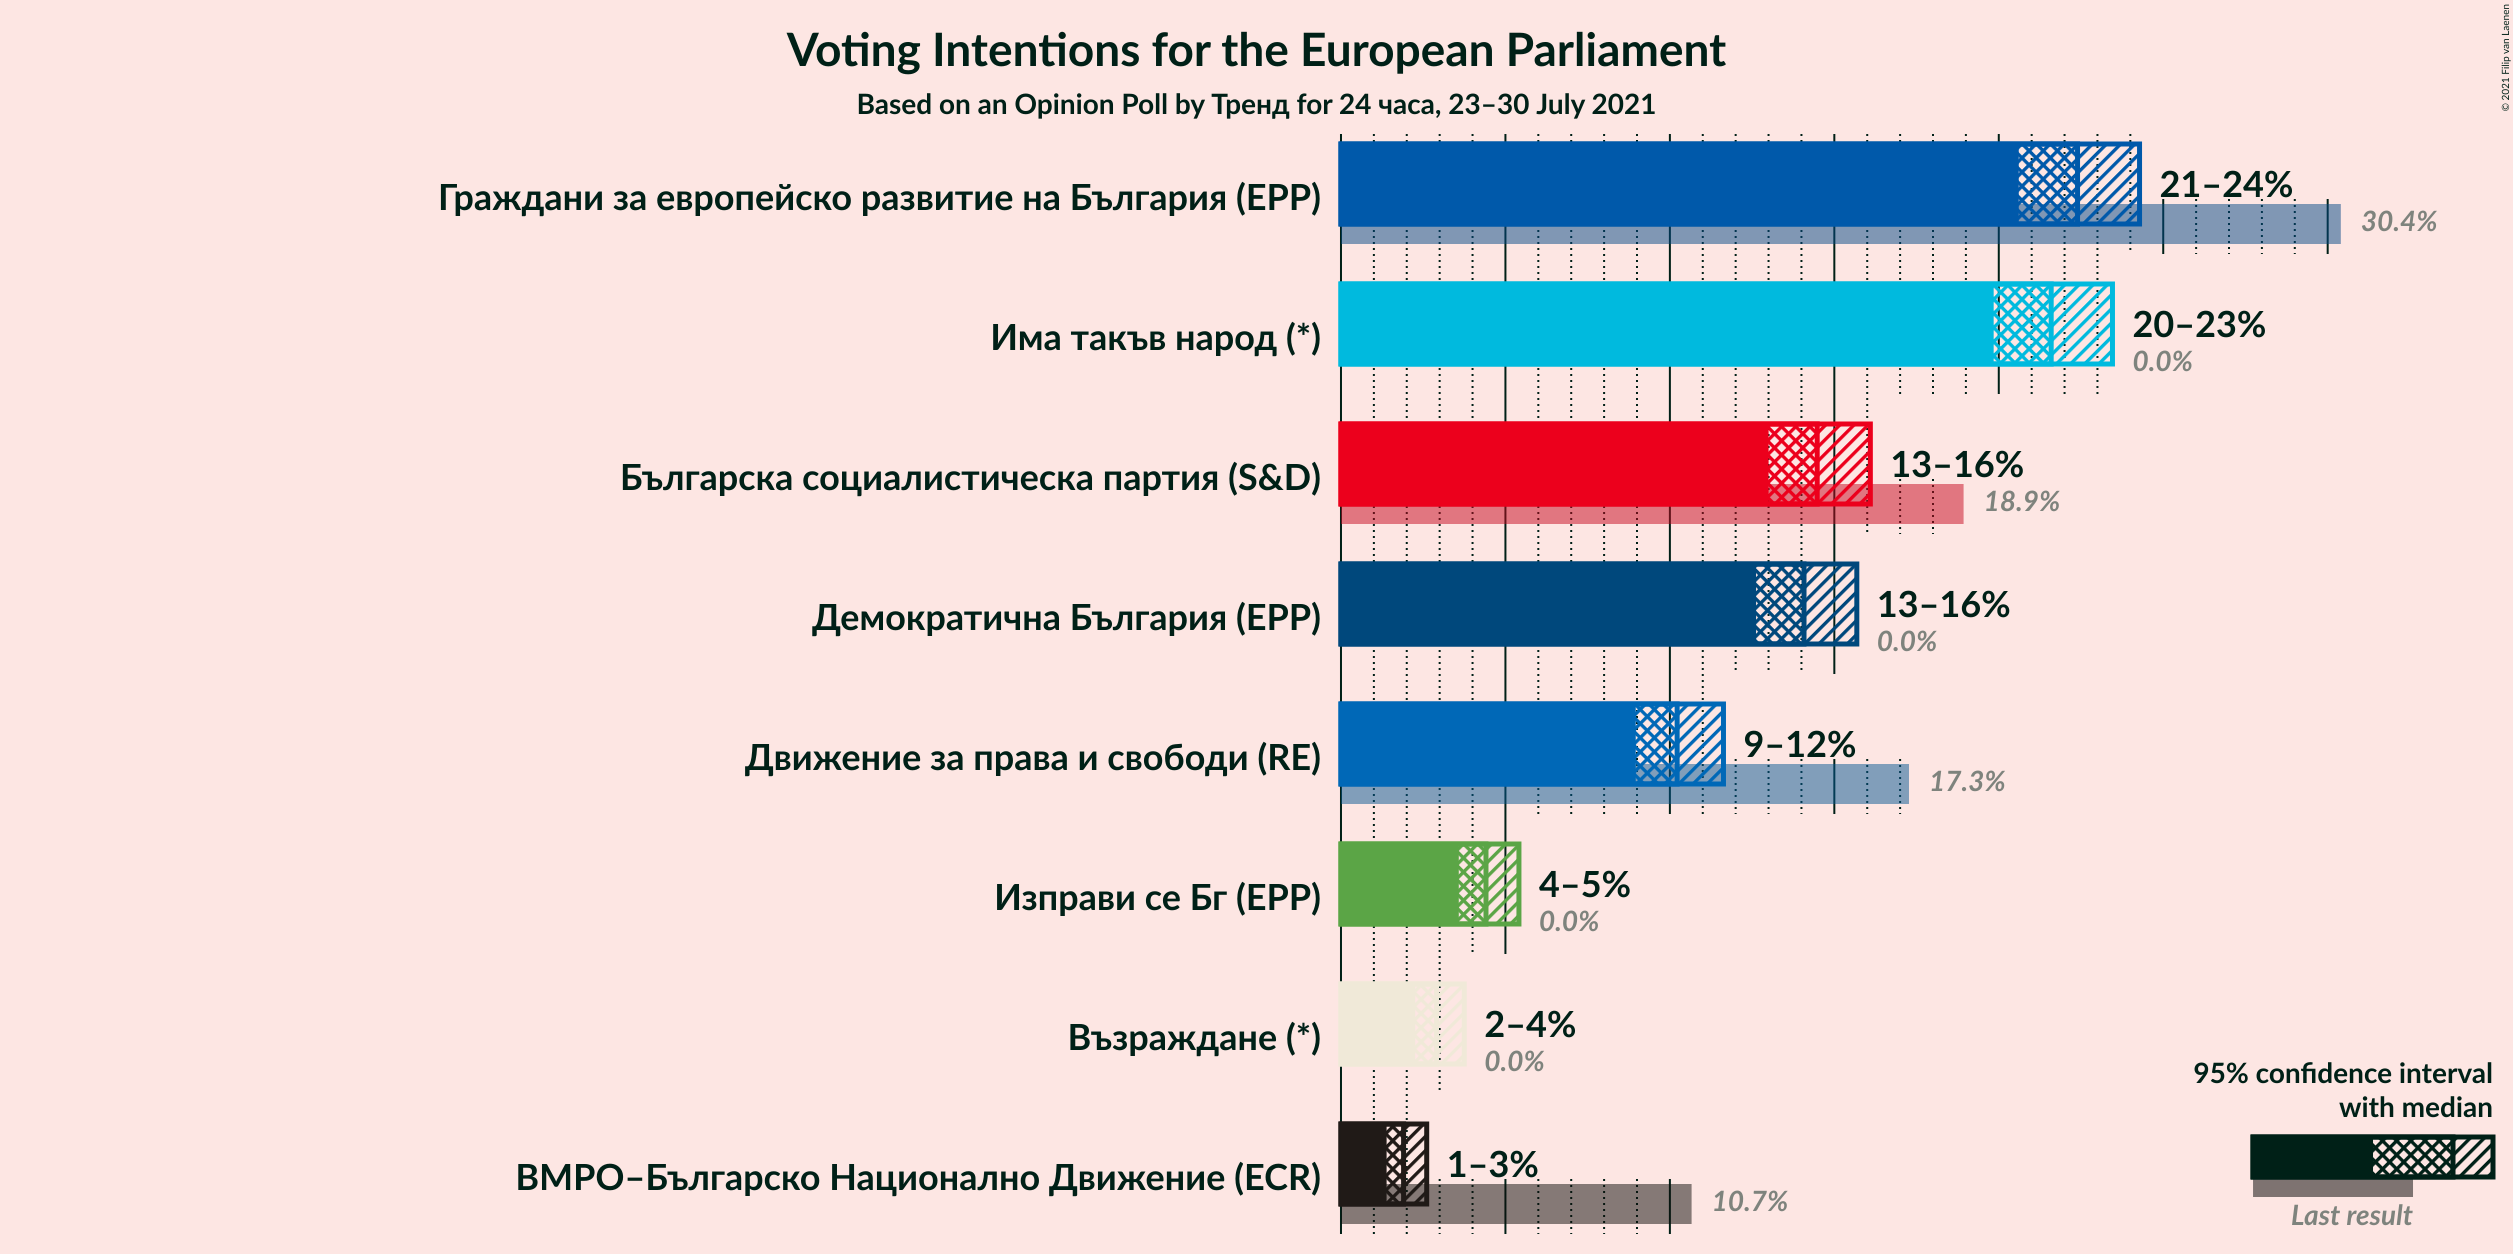 Voting Intentions for the European Parliament
Based on an Opinion Poll by Тренд for 24 часа, 23–30 July 2021
© 2021 Filip van Laenen
Граждани за европейско развитие на България (EPP)
21–24%
30.4%
Има такъв народ (*)
20–23%
0.0%
Българска социалистическа партия (S&D)
13–16%
18.9%
Демократична България (EPP)
13–16%
0.0%
Движение за права и свободи (RE)
9–12%
17.3%
Изправи се Бг (EPP)
4–5%
0.0%
Възраждане (*)
2–4%
0.0%
ВМРО–Българско Национално Движение (ECR)
1–3%
10.7%
95% confidence interval
with median
Last result